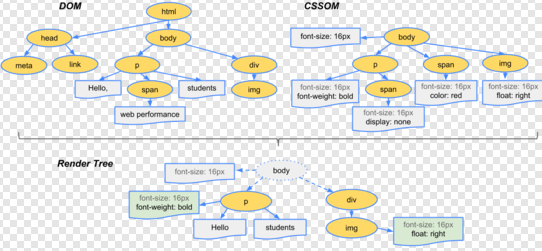 DOM
CSSOM
html
head
body
meta
link
p
div
Hello,
span
students
img
web performance
font-size: 16px
body
p
span
img
font-size: 16px
font-weight: bold
span
font-size: 16px
color: red
font-size: 16px
float: right
font-size: 16px
display: none
Render Tree
font-size: 16px
body
font-size: 16px
font-weight: bold
p
div
Hello
students
img
font-size: 16px
float: right